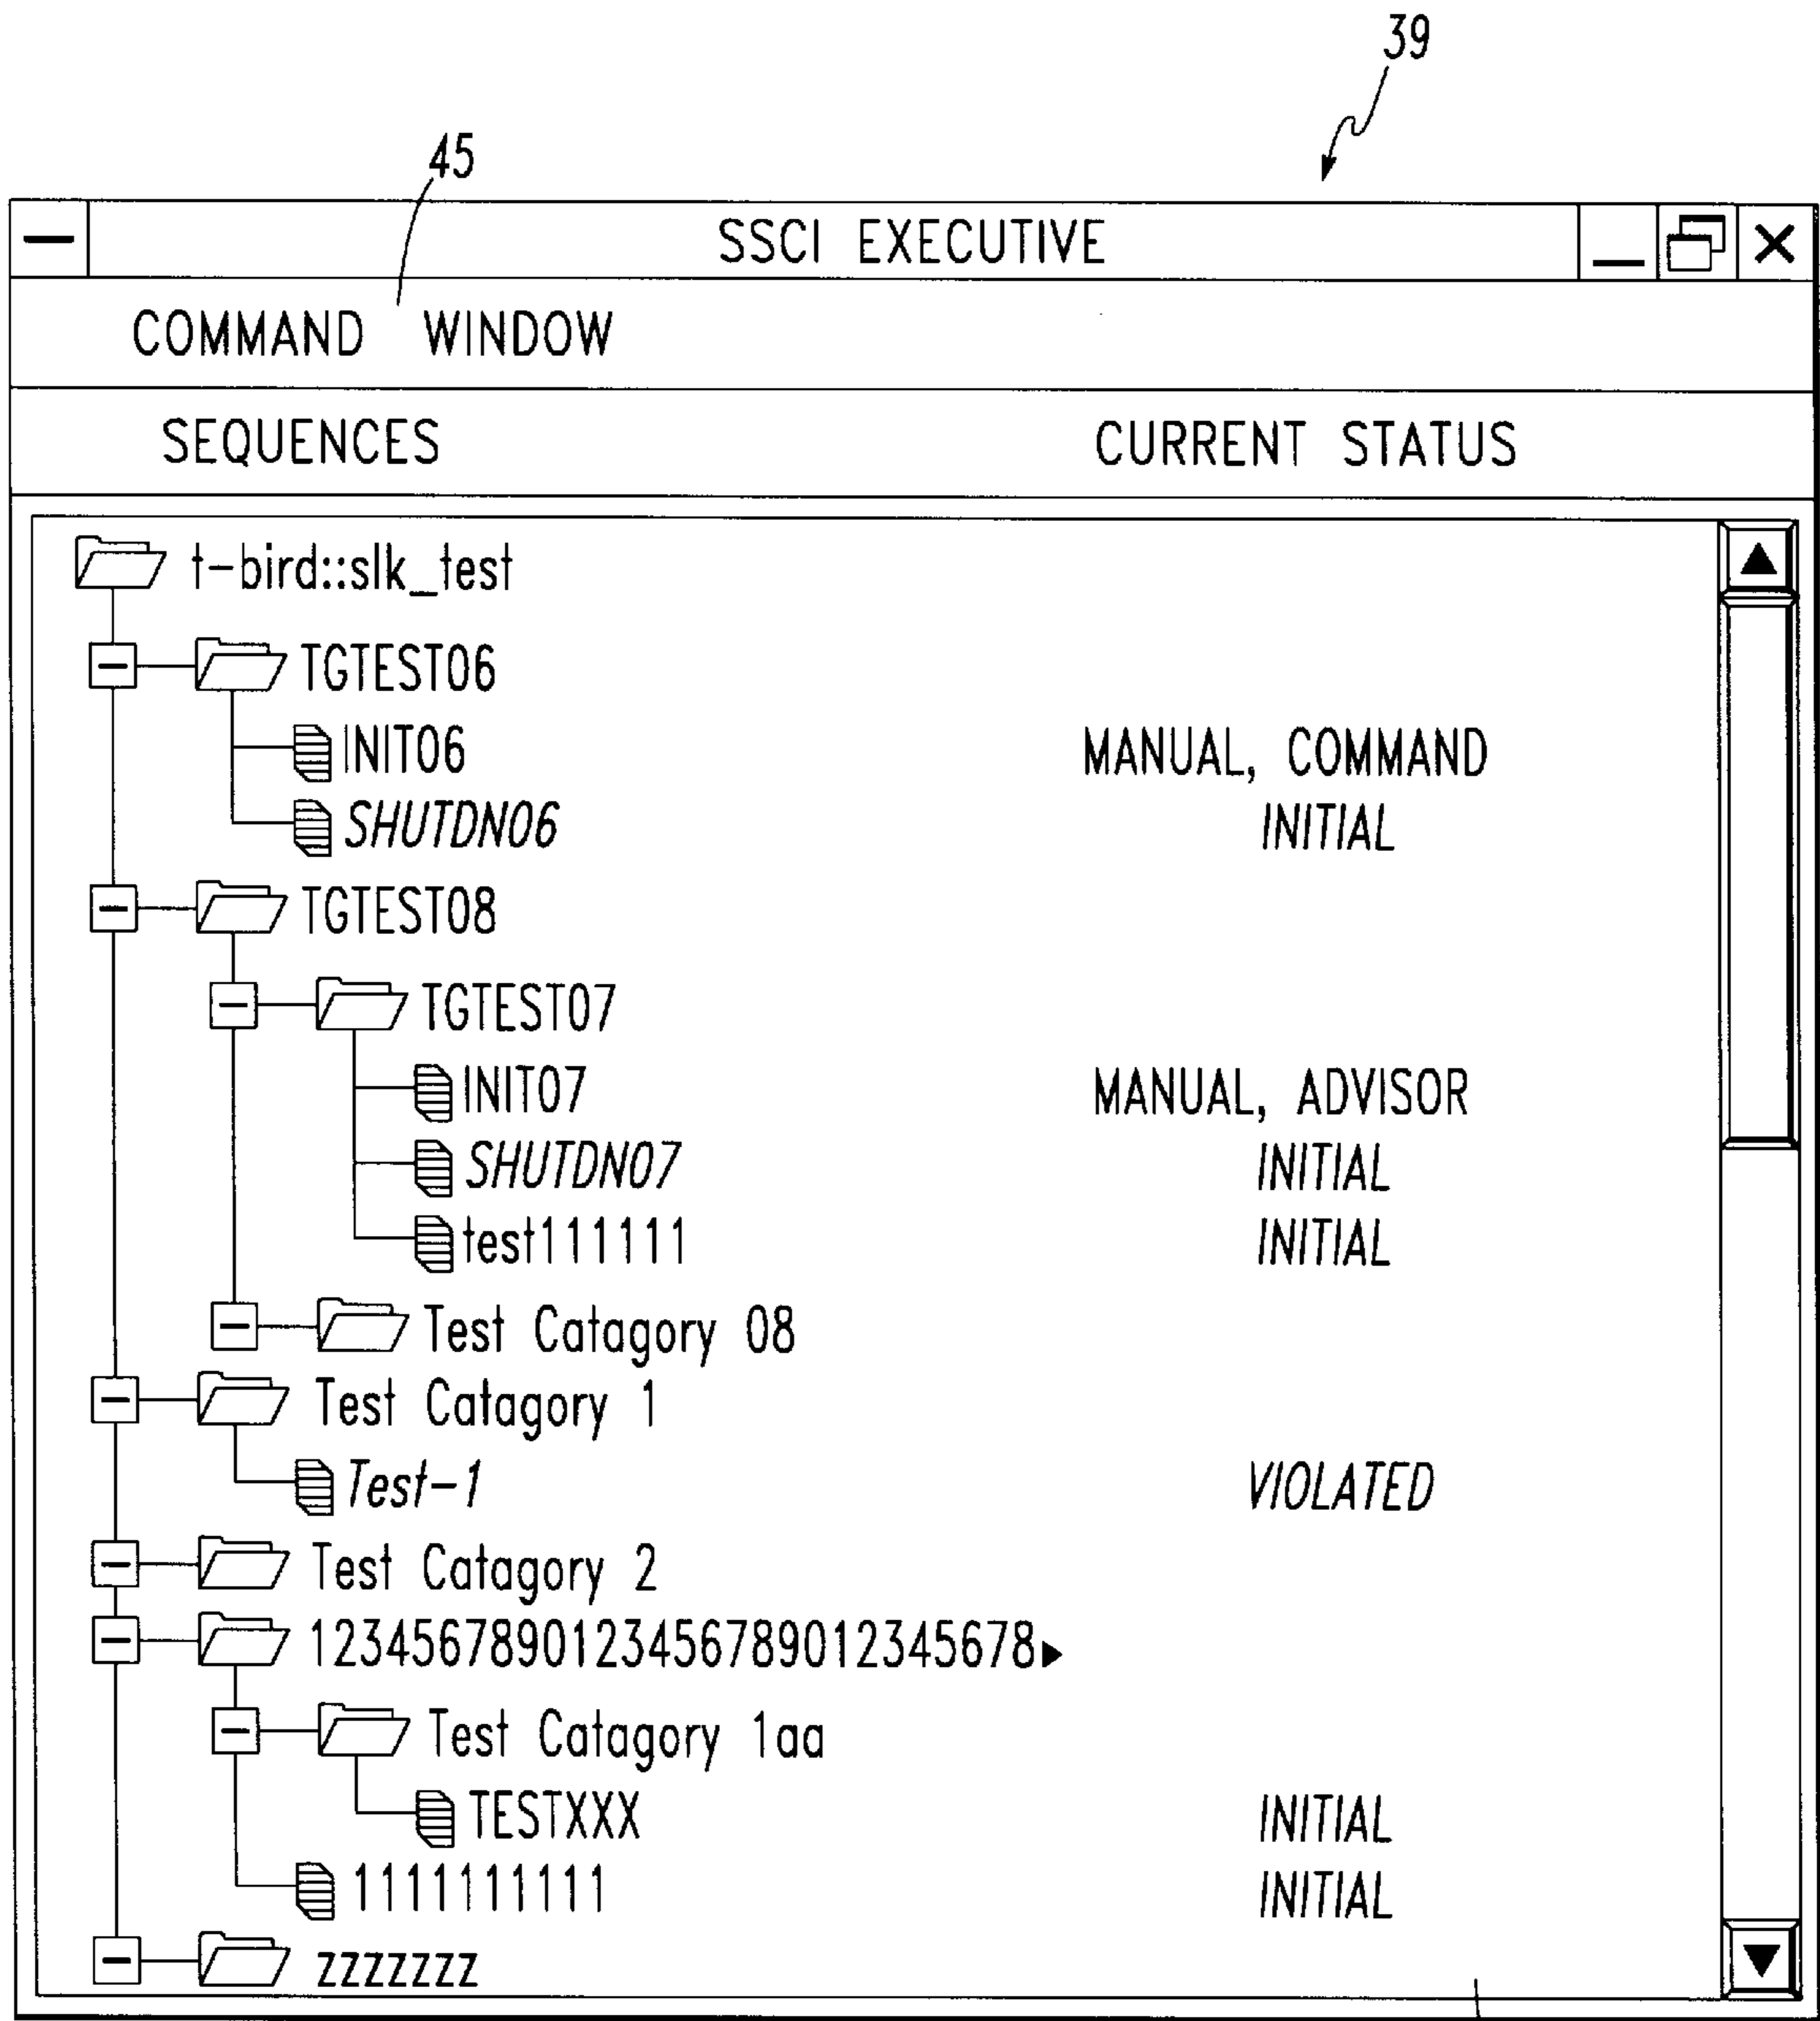 39
45
SSCI EXECUTIVE
COMMAND WINDOW
SEQUENCES CURRENT STATUS
t-bird::slk_test
TGTEST06
INIT06 MANUAL, COMMAND
SHUTDN06 INITIAL
TGTEST08
TGTEST07
INIT07 MANUAL, ADVISOR
SHUTDN07 INITIAL
test111111 INITIAL
Test Catagory 08
Test Catagory 1
Test-1 VIOLATED
Test Catagory 2
1234567890123456789012345678
Test Catagory 1aa
TESTXXX INITIAL
1111111111 INITIAL
zzzzzzz